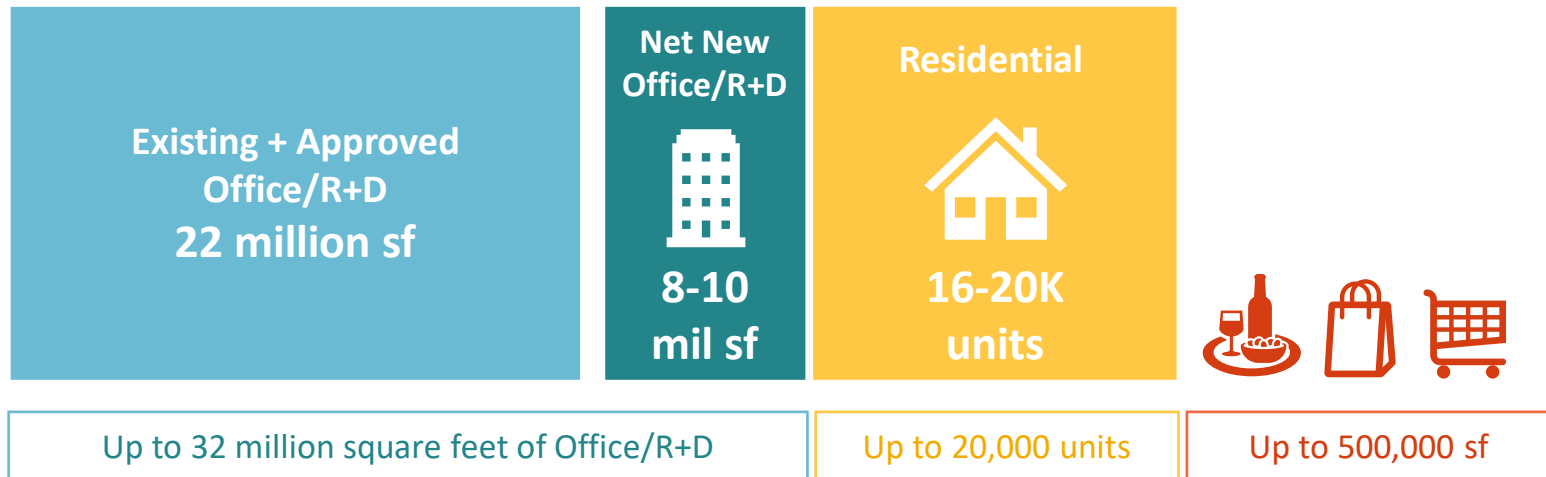 Existing + Approved
Office/R+D
22 million sf
Net New
Office/R+D
8-10
mil sf
Residential
16-20K
units
Up to 32 million square feet of Office/R+D
Up to 20,000 units
Up to 500,000 sf